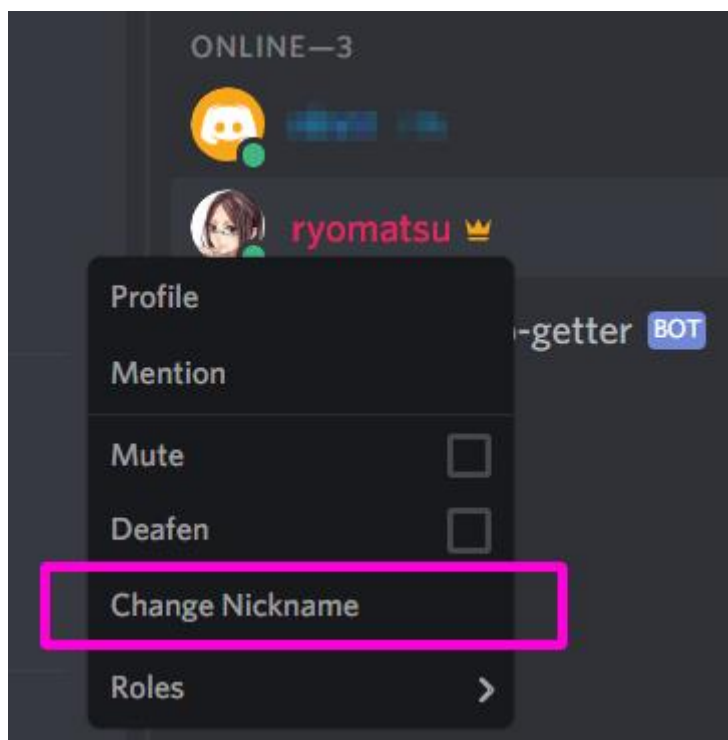 ONLINE—3
ryomatsu
Profile
-getter BOT
Mention
Mute
Deafen
Change Nickname
Roles